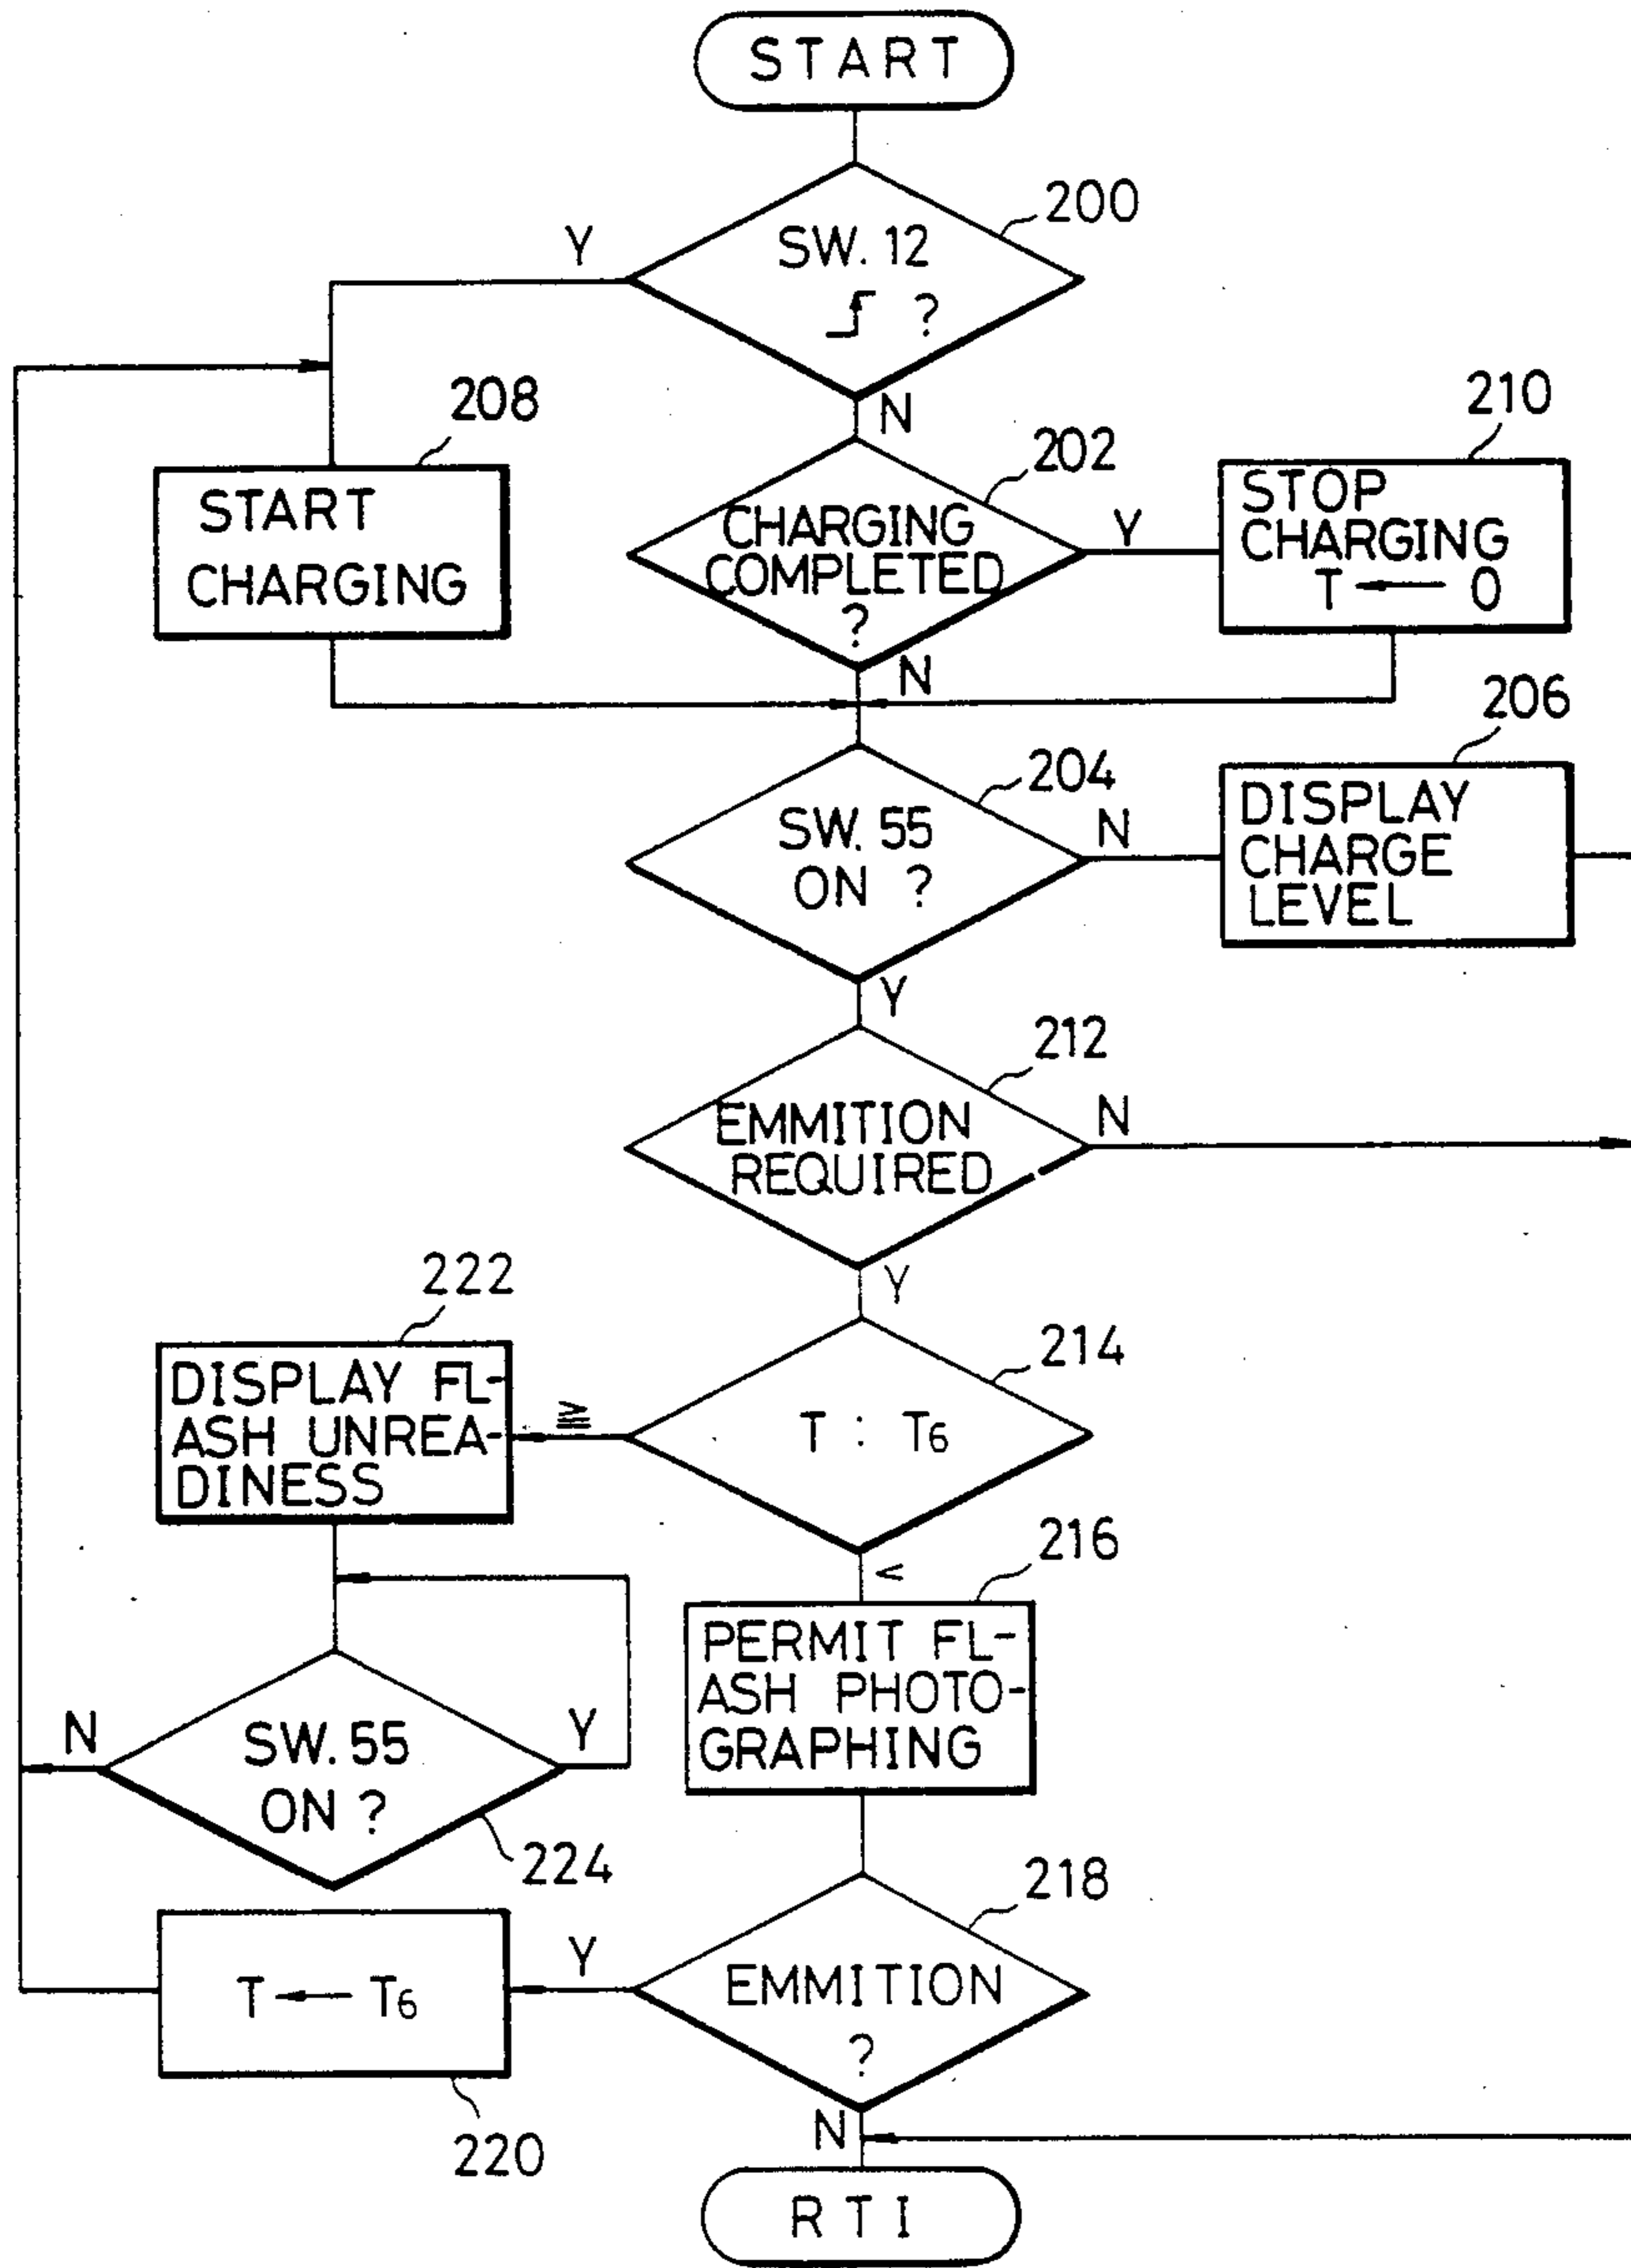 START
200
Y
SW. 12
?
N
208
START
CHARGING
202
CHARGING
COMPLETED
?
Y
N
210
STOP
CHARGING
T ← 0
204
SW. 55
ON ?
N
Y
206
DISPLAY
CHARGE
LEVEL
212
EMMITION
REQUIRED
N
Y
214
T : T6
≧
<
222
DISPLAY FL-
ASH UNREA-
DINESS
216
PERMIT FL-
ASH PHOTO-
GRAPHING
N
SW. 55
ON ?
Y
224
218
EMMITION
?
Y
N
T ← T6
220
RTI